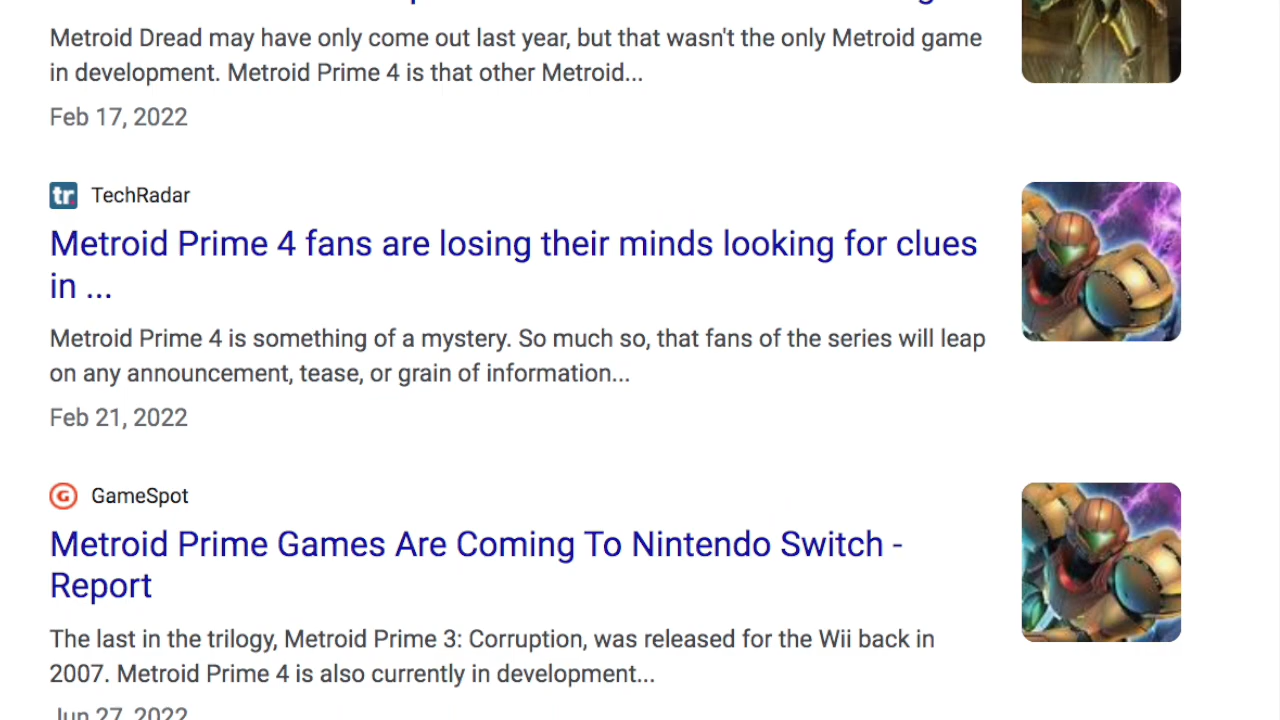 Metroid Dread may have only come out last year, but that wasn't the only Metroid game
in development. Metroid Prime 4 is that other Metroid...
Feb 17, 2022
tr. TechRadar
Metroid Prime 4 fans are losing their minds looking for clues
in ...
Metroid Prime 4 is something of a mystery. So much so, that fans of the series will leap
on any announcement, tease, or grain of information...
Feb 21, 2022
G GameSpot
Metroid Prime Games Are Coming To Nintendo Switch -
Report
The last in the trilogy, Metroid Prime 3: Corruption, was released for the Wii back in
2007. Metroid Prime 4 is also currently in development...
Jun 27, 2022